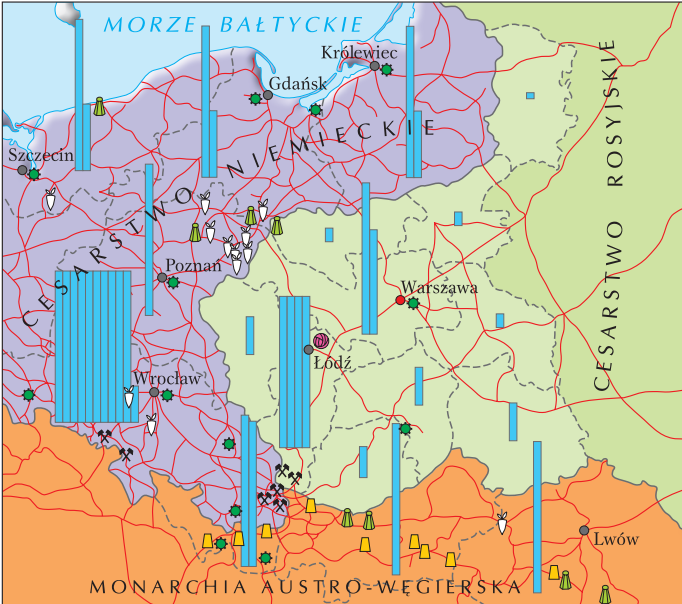 MORZE BAŁTYCKIE
Królewiec
Gdańsk
Szczecin
CESARSTWO NIEMIECKIE
CESARSTWO ROSYJSKIE
Poznań
Warszawa
Łódź
Wrocław
Lwów
MONARCHIA AUSTRO-WĘGIERSKA